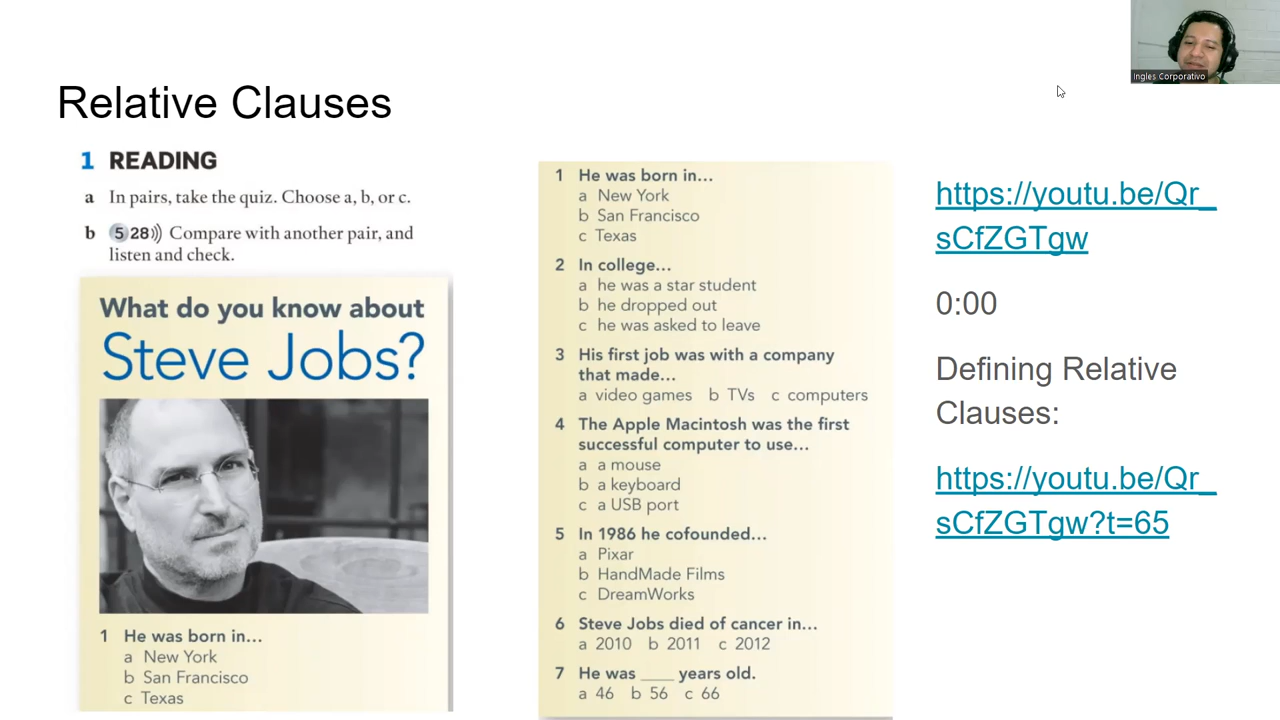 Ingles Corporativo
Relative Clauses
1 READING
a In pairs, take the quiz. Choose a, b, or c.
b 5 28)) Compare with another pair, and
listen and check.
What do you know about
Steve Jobs?
1 He was born in…
a New York
b San Francisco
c Texas
1 He was born in…
a New York
b San Francisco
c Texas
2 In college…
a he was a star student
b he dropped out
c he was asked to leave
3 His first job was with a company
that made…
a video games b TVs c computers
4 The Apple Macintosh was the first
successful computer to use…
a a mouse
b a keyboard
c a USB port
5 In 1986 he cofounded…
a Pixar
b HandMade Films
c DreamWorks
6 Steve Jobs died of cancer in…
a 2010 b 2011 c 2012
7 He was ____ years old.
a 46 b 56 c 66
https://youtu.be/Qr_
sCfZGTgw
0:00
Defining Relative
Clauses:
https://youtu.be/Qr_
sCfZGTgw?t=65